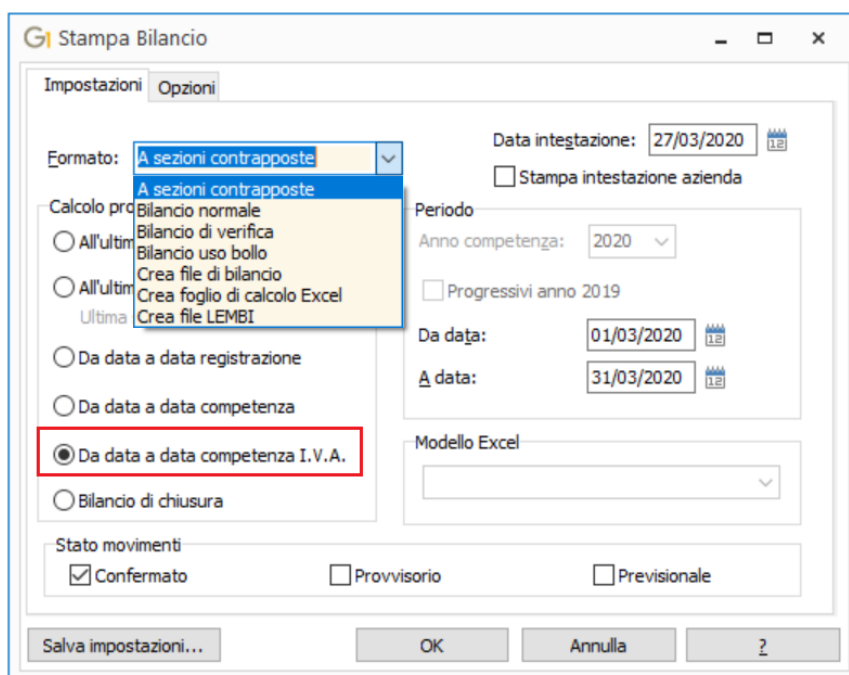 G1 Stampa Bilancio
Impostazioni Opzioni
Formato: A sezioni contrapposte
Data intestazione: 27/03/2020
12
Stampa intestazione azienda
A sezioni contrapposte
Bilancio normale
Bilancio di verifica
Bilancio uso bollo
Crea file di bilancio
Crea foglio di calcolo Excel
Crea file LEMBI
Calcolo pro
All'ultim
All'ultim
Ultima
Da data a data registrazione
Da data a data competenza
Da data a data competenza I.V.A.
Bilancio di chiusura
Periodo
Anno competenza: 2020
Progressivi anno 2019
Da data: 01/03/2020
12
A data: 31/03/2020
12
Modello Excel
Stato movimenti
Confermato Provvisorio Previsionale
Salva impostazioni... OK Annulla ?